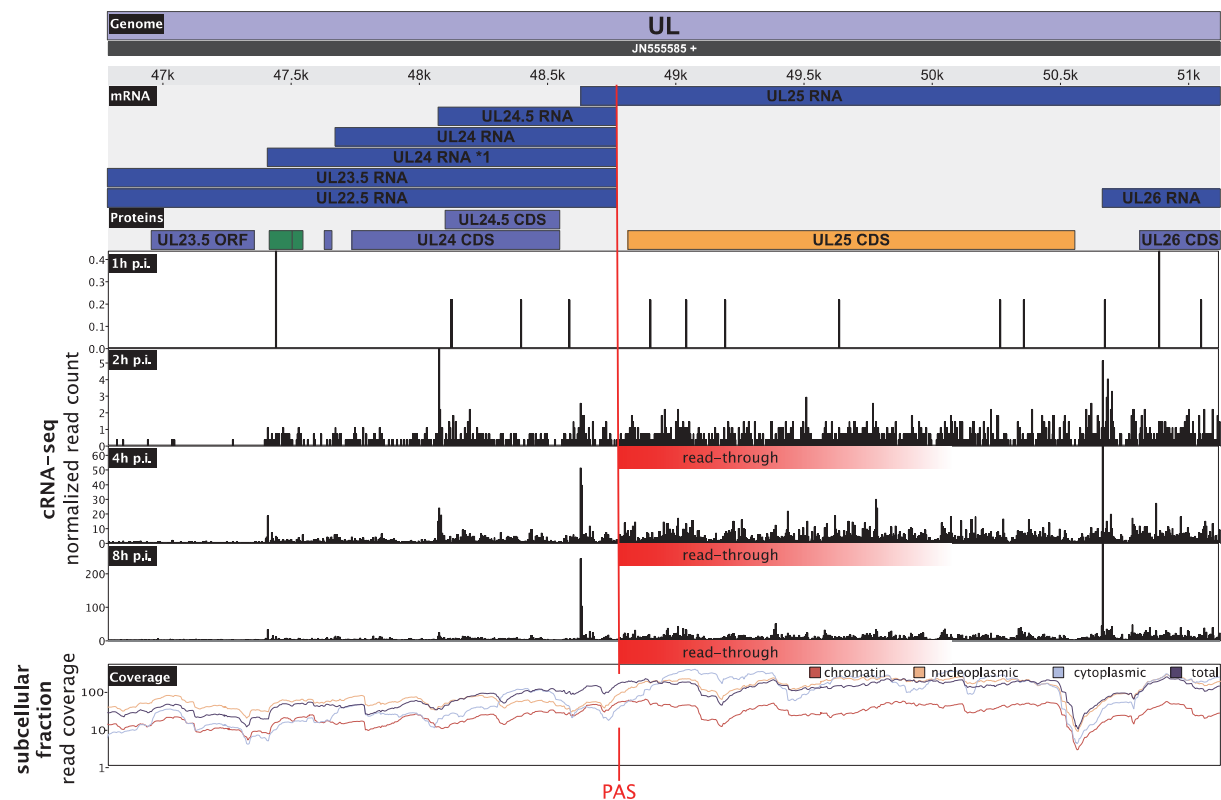 Genome
UL
JN555585 +
47k 47.5k 48k 48.5k 49k 49.5k 50k 50.5k 51k
mRNA
UL25 RNA
UL24.5 RNA
UL24 RNA
UL24 RNA *1
UL23.5 RNA
UL22.5 RNA
UL26 RNA
Proteins
UL24.5 CDS
UL23.5 ORF
UL24 CDS
UL25 CDS
UL26 CDS
cRNA-seq
normalized read count
1h p.i.
0.4
0.3
0.2
0.1
0.0
2h p.i.
5
4
3
2
1
0
read-through
4h p.i.
60
50
40
30
20
10
0
read-through
8h p.i.
200
100
0
read-through
subcellular
fraction
read coverage
Coverage
chromatin
nucleoplasmic
cytoplasmic
total
100
10
1
PAS